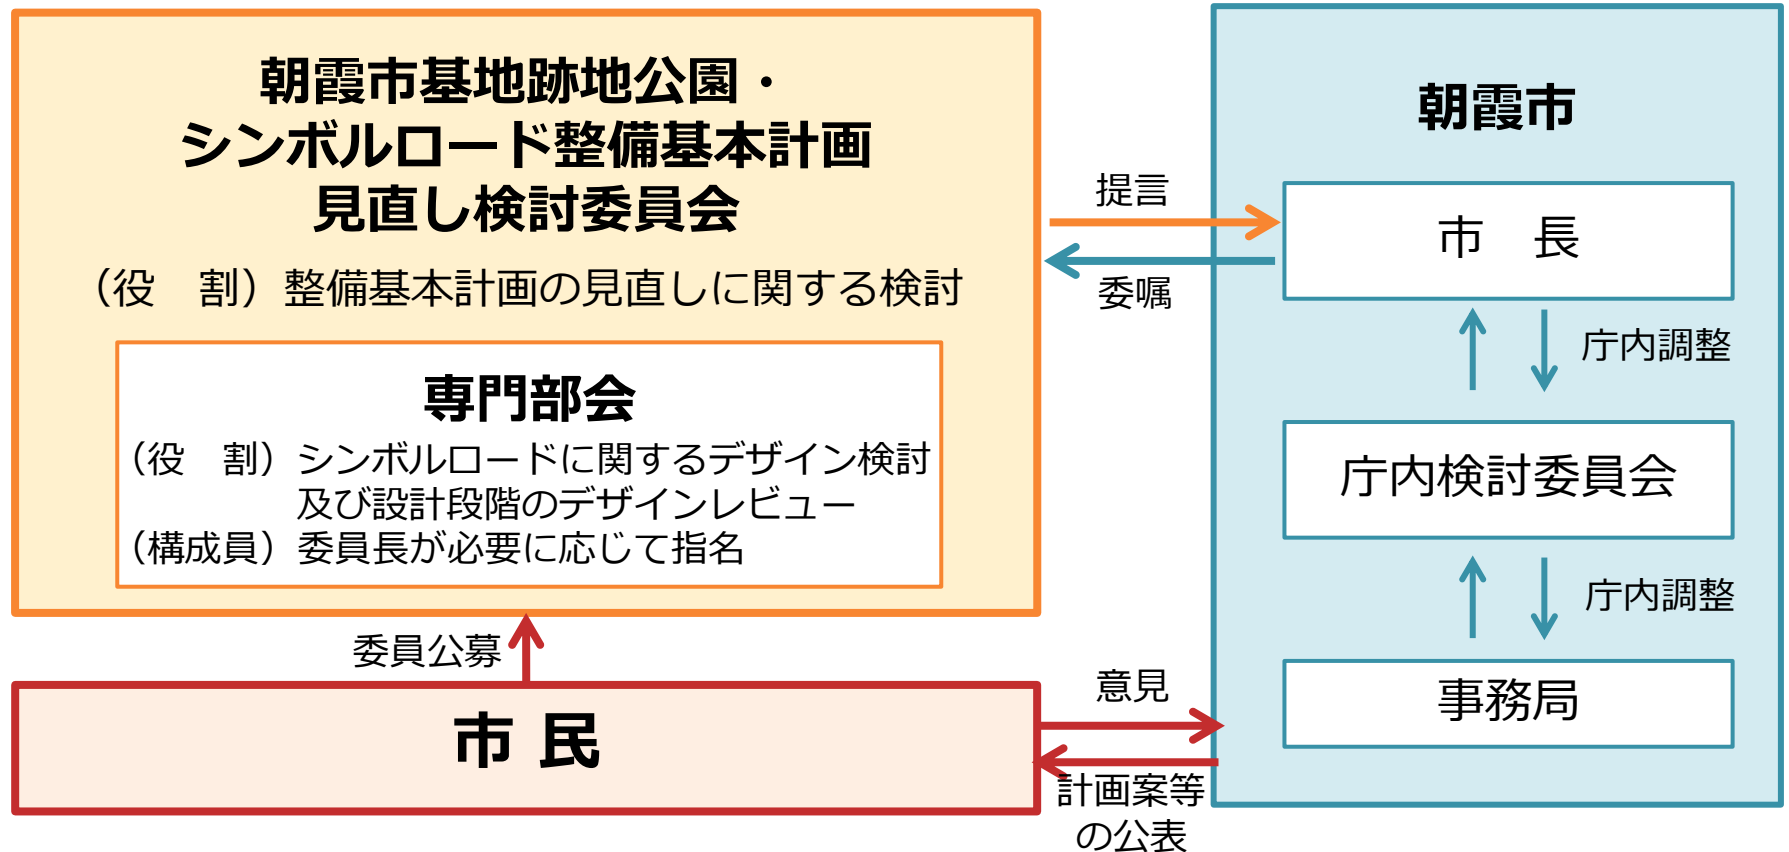 朝霞市基地跡地公園・
シンボルロード整備基本計画
見直し検討委員会
（役　割）整備基本計画の見直しに関する検討
専門部会
（役　割）シンボルロードに関するデザイン検討
及び設計段階のデザインレビュー
（構成員）委員長が必要に応じて指名
委員公募
市 民
提言
委嘱
意見
計画案等
の公表
朝霞市
市　長
庁内調整
庁内検討委員会
庁内調整
事務局